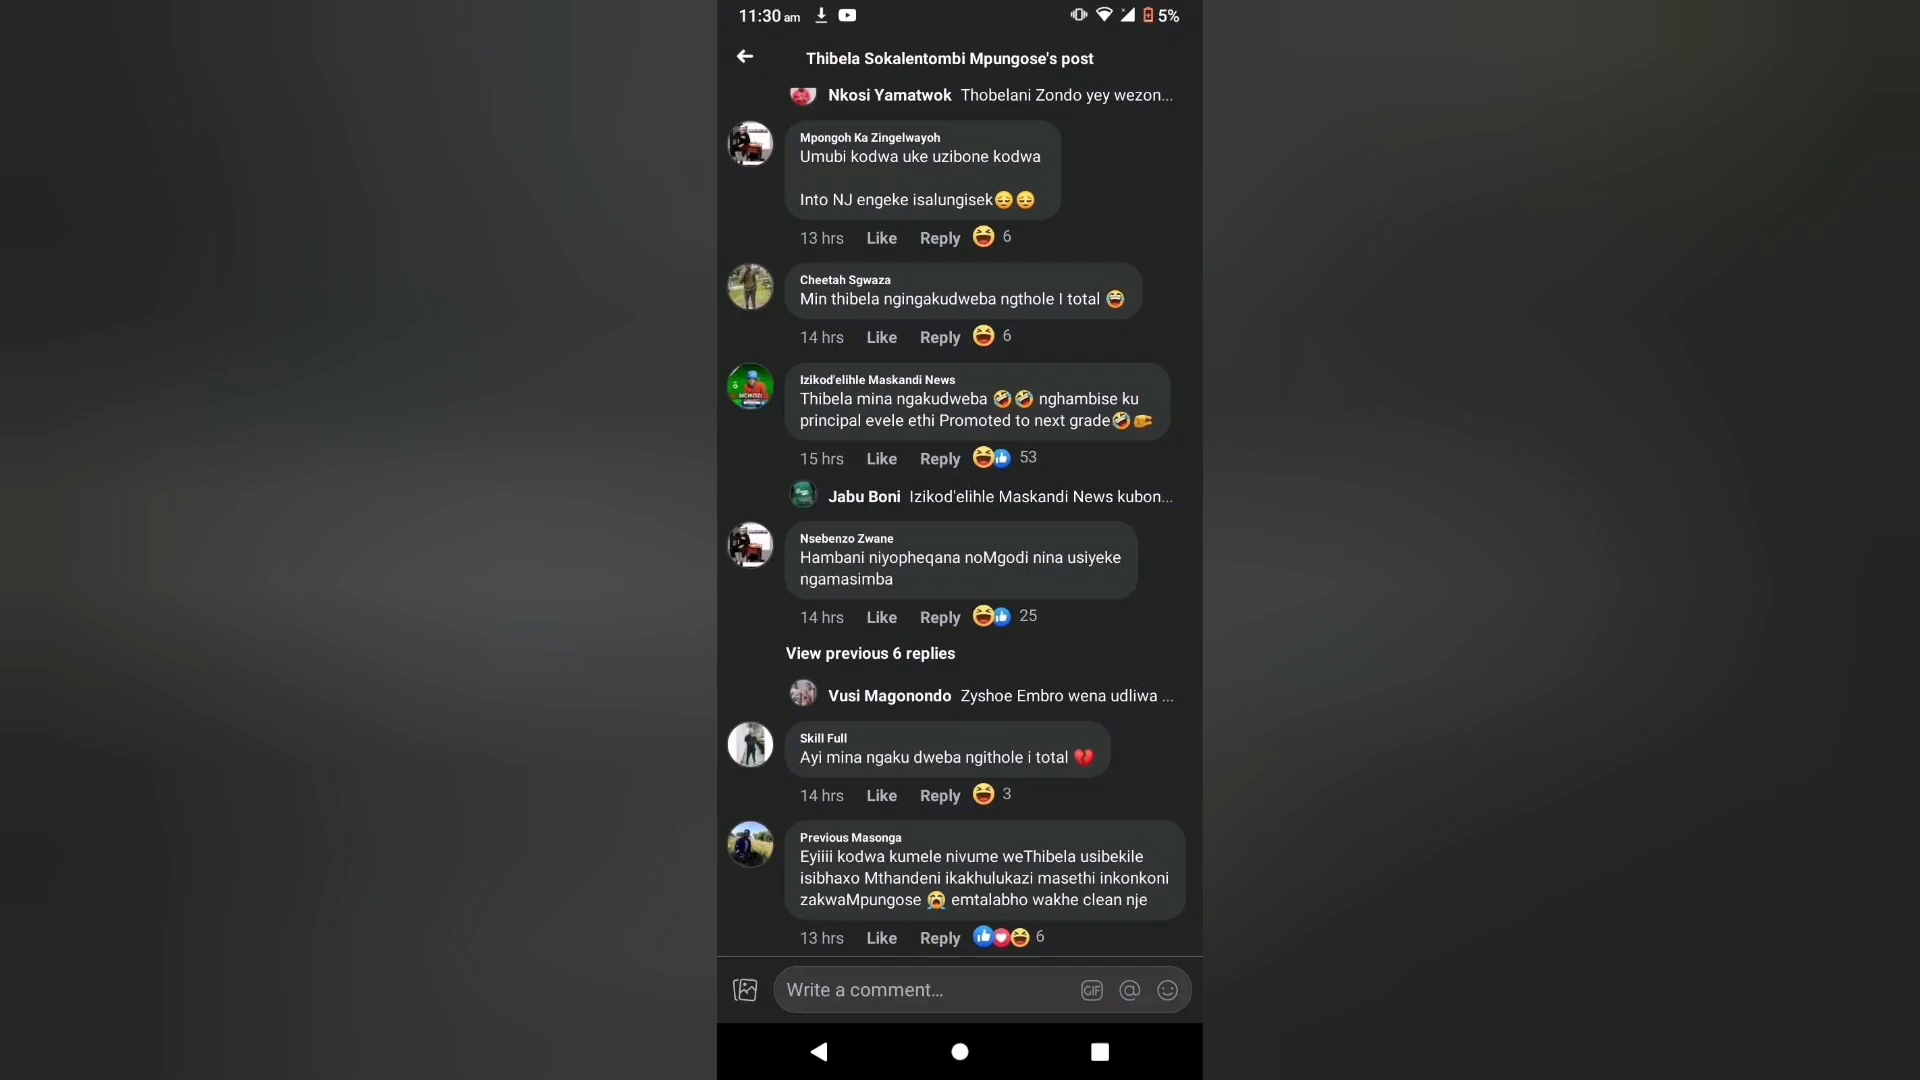 11:30 am
5%
Thibela Sokalentombi Mpungose's post
Nkosi Yamatwok Thobelani Zondo yey wezon...
Mpongoh Ka Zingelwayoh
Umubi kodwa uke uzibone kodwa
Into NJ engeke isalungisek😔😔
13 hrs Like Reply 😆 6
Cheetah Sgwaza
Min thibela ngingakudweba ngthole I total 😂
14 hrs Like Reply 😆 6
Izikod'elihle Maskandi News
Thibela mina ngakudweba 🤣🤣 nghambise ku
principal evele ethi Promoted to next grade🤣🤛
15 hrs Like Reply 😆👍 53
Jabu Boni Izikod'elihle Maskandi News kubon...
Nsebenzo Zwane
Hambani niyopheqana noMgodi nina usiyeke
ngamasimba
14 hrs Like Reply 😆👍 25
View previous 6 replies
Vusi Magonondo Zyshoe Embro wena udliwa ...
Skill Full
Ayi mina ngaku dweba ngithole i total 💔
14 hrs Like Reply 😆 3
Previous Masonga
Eyiiii kodwa kumele nivume weThibela usibekile
isibhaxo Mthandeni ikakhulukazi masethi inkonkoni
zakwaMpungose 😭 emtalabho wakhe clean nje
13 hrs Like Reply 👍❤️😆 6
Write a comment...
GIF @